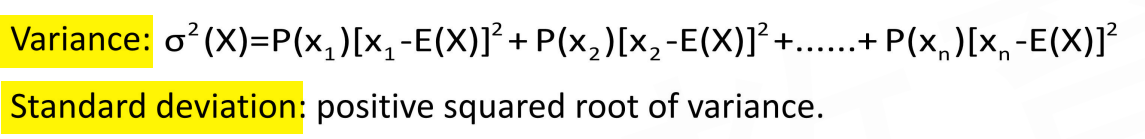 Variance: σ²(X)=P(x₁)[x₁-E(X)]²+ P(x₂)[x₂-E(X)]²+......+ P(xₙ)[xₙ-E(X)]²
Standard deviation: positive squared root of variance.